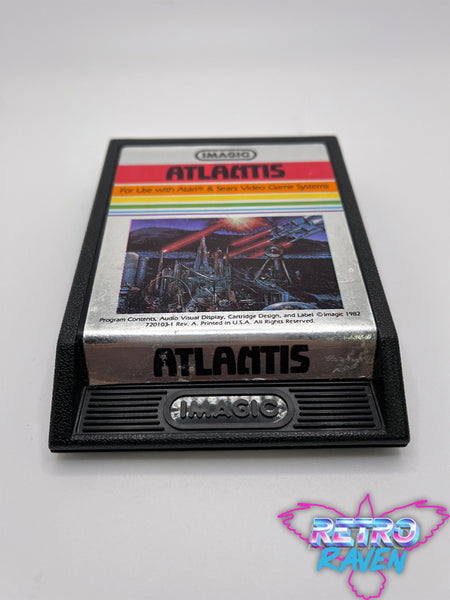 IMAGIC
ATLANTIS
For Use with Atari® & Sears Video Game Systems
Program Contents, Audio Visual Display, Cartridge Design, and Label ©Imagic 1982
720103-1 Rev. A. Printed in U.S.A. All Rights Reserved.
ATLANTIS
IMAGIC
RETRO
RAVEN